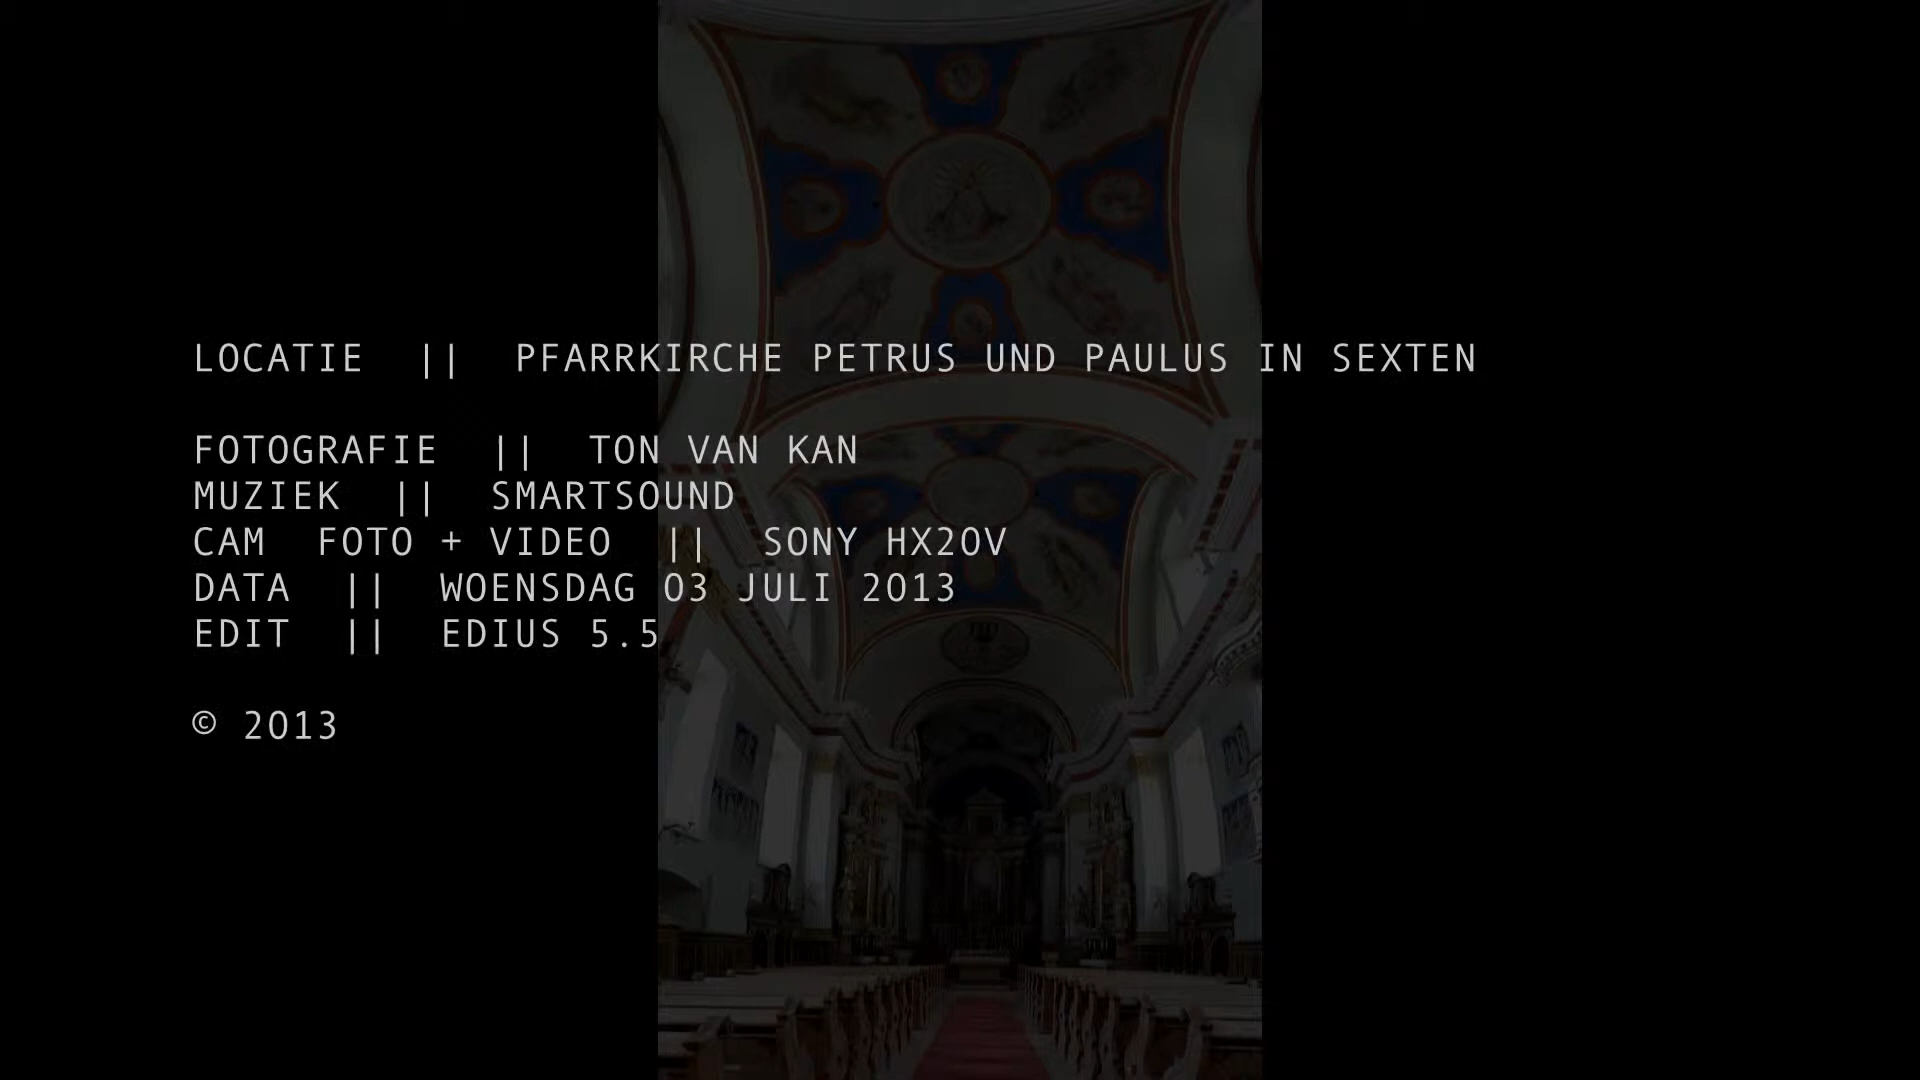 LOCATIE || PFARRKIRCHE PETRUS UND PAULUS IN SEXTEN
FOTOGRAFIE || TON VAN KAN
MUZIEK || SMARTSOUND
CAM FOTO + VIDEO || SONY HX20V
DATA || WOENSDAG 03 JULI 2013
EDIT || EDIUS 5.5
© 2013